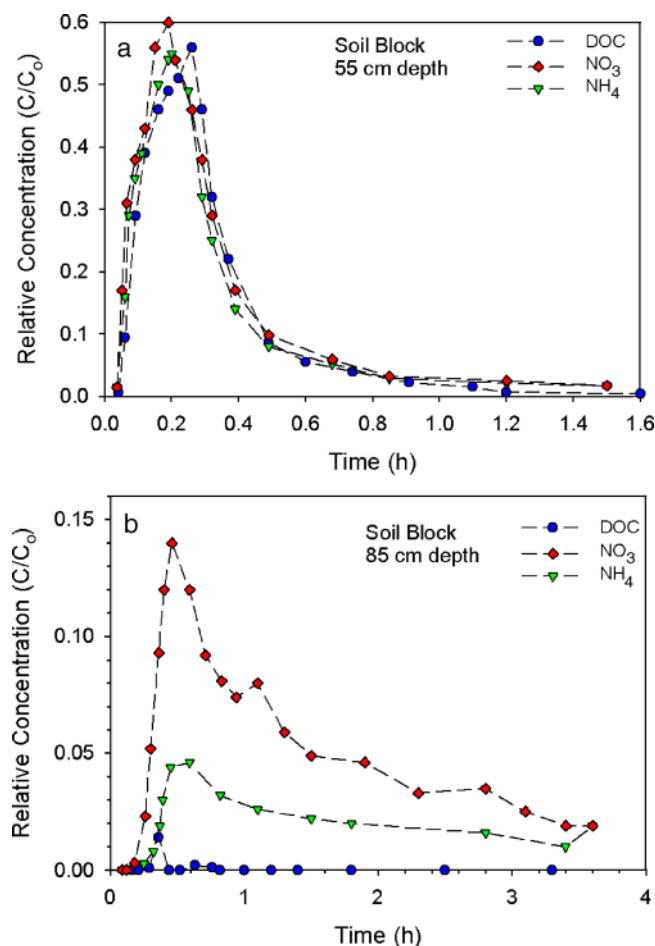 a
Soil Block
55 cm depth
DOC
NO3
NH4
Relative Concentration (C/Co)
0.6
0.5
0.4
0.3
0.2
0.1
0.0
0.0 0.2 0.4 0.6 0.8 1.0 1.2 1.4 1.6
Time (h)
b
Soil Block
85 cm depth
DOC
NO3
NH4
Relative Concentration (C/Co)
0.15
0.10
0.05
0.00
0 1 2 3 4
Time (h)